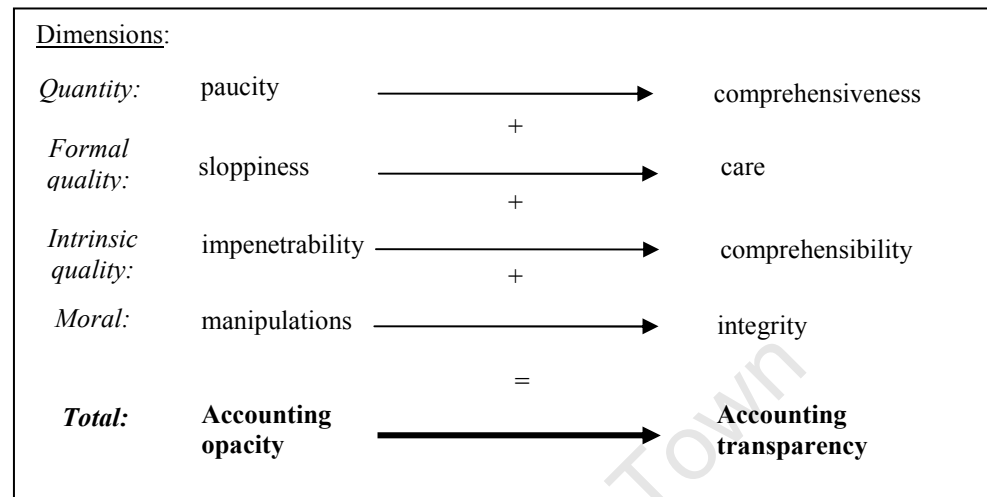 Dimensions:
Quantity: paucity comprehensiveness
+
Formal
quality: sloppiness care
+
Intrinsic
quality: impenetrability comprehensibility
+
Moral: manipulations integrity
=
Total: Accounting
opacity Accounting
transparency
Town